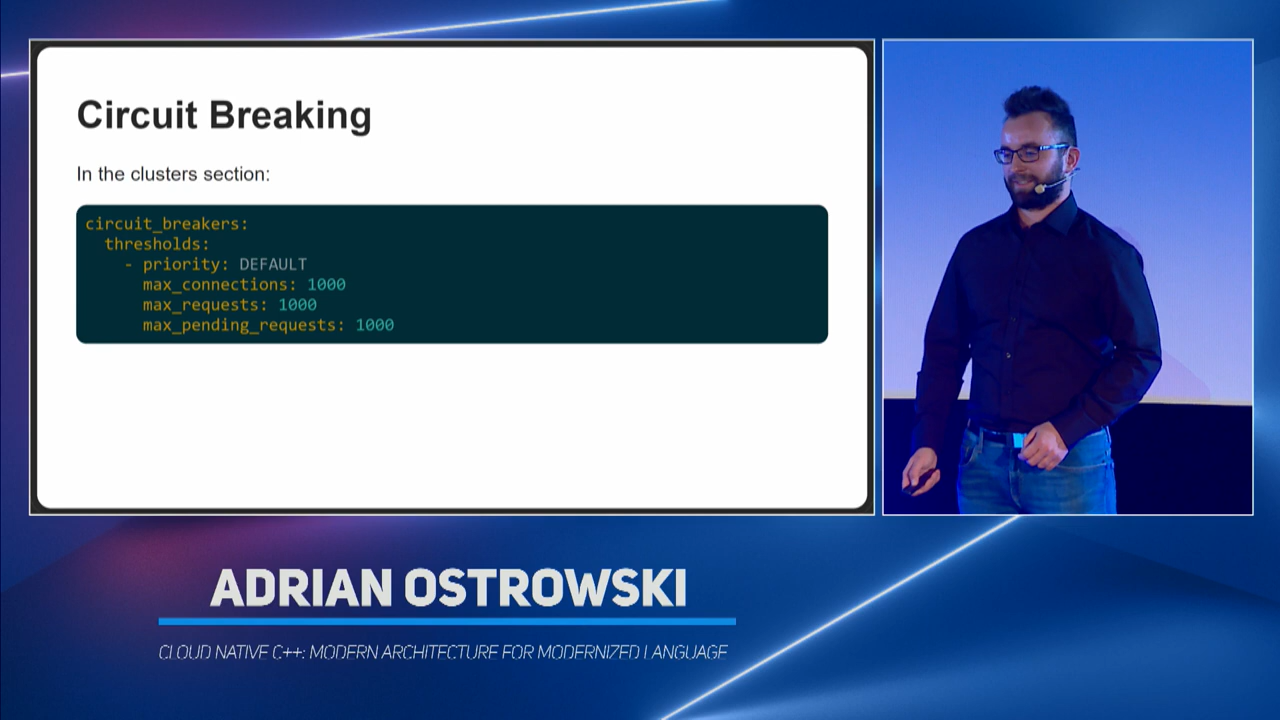 Circuit Breaking
In the clusters section:
circuit_breakers:
thresholds:
- priority: DEFAULT
max_connections: 1000
max_requests: 1000
max_pending_requests: 1000
ADRIAN OSTROWSKI
CLOUD NATIVE C++: MODERN ARCHITECTURE FOR MODERNIZED LANGUAGE